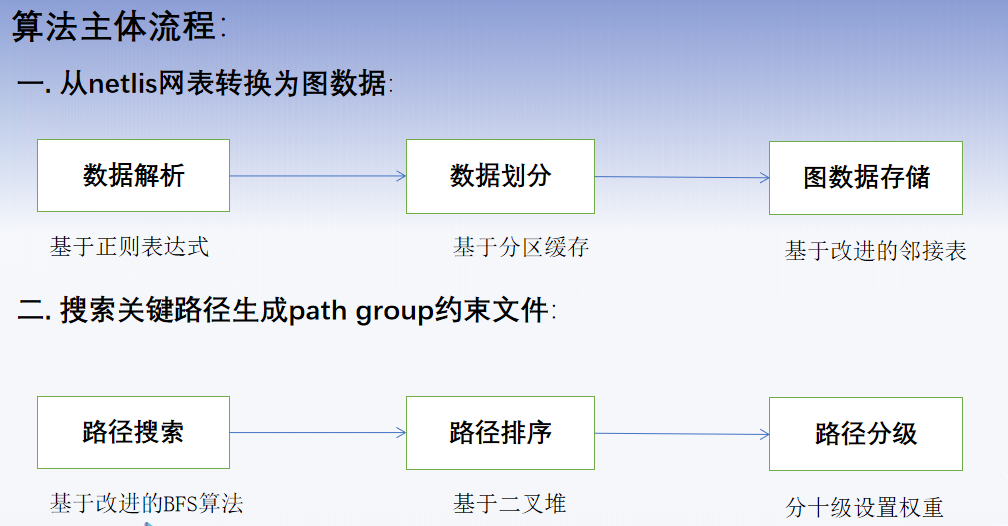 算法主体流程:
一. 从netlis网表转换为图数据:
数据解析
数据划分
图数据存储
基于正则表达式
基于分区缓存
基于改进的邻接表
二. 搜索关键路径生成path group约束文件:
路径搜索
路径排序
路径分级
基于改进的BFS算法
基于二叉堆
分十级设置权重